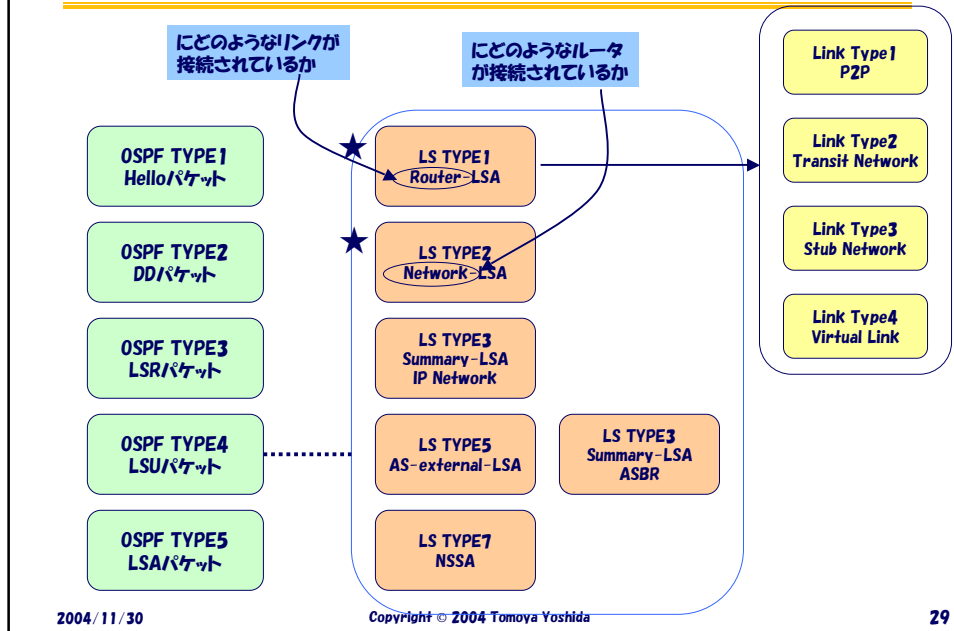 にどのようなリンクが
接続されているか
にどのようなルータ
が接続されているか
OSPF TYPE1
Helloパケット
OSPF TYPE2
DDパケット
OSPF TYPE3
LSRパケット
OSPF TYPE4
LSUパケット
OSPF TYPE5
LSAパケット
LS TYPE1
Router-LSA
LS TYPE2
Network-LSA
LS TYPE3
Summary-LSA
IP Network
LS TYPE5
AS-external-LSA
LS TYPE3
Summary-LSA
ASBR
LS TYPE7
NSSA
Link Type1
P2P
Link Type2
Transit Network
Link Type3
Stub Network
Link Type4
Virtual Link
2004/11/30
Copyright © 2004 Tomoya Yoshida
29